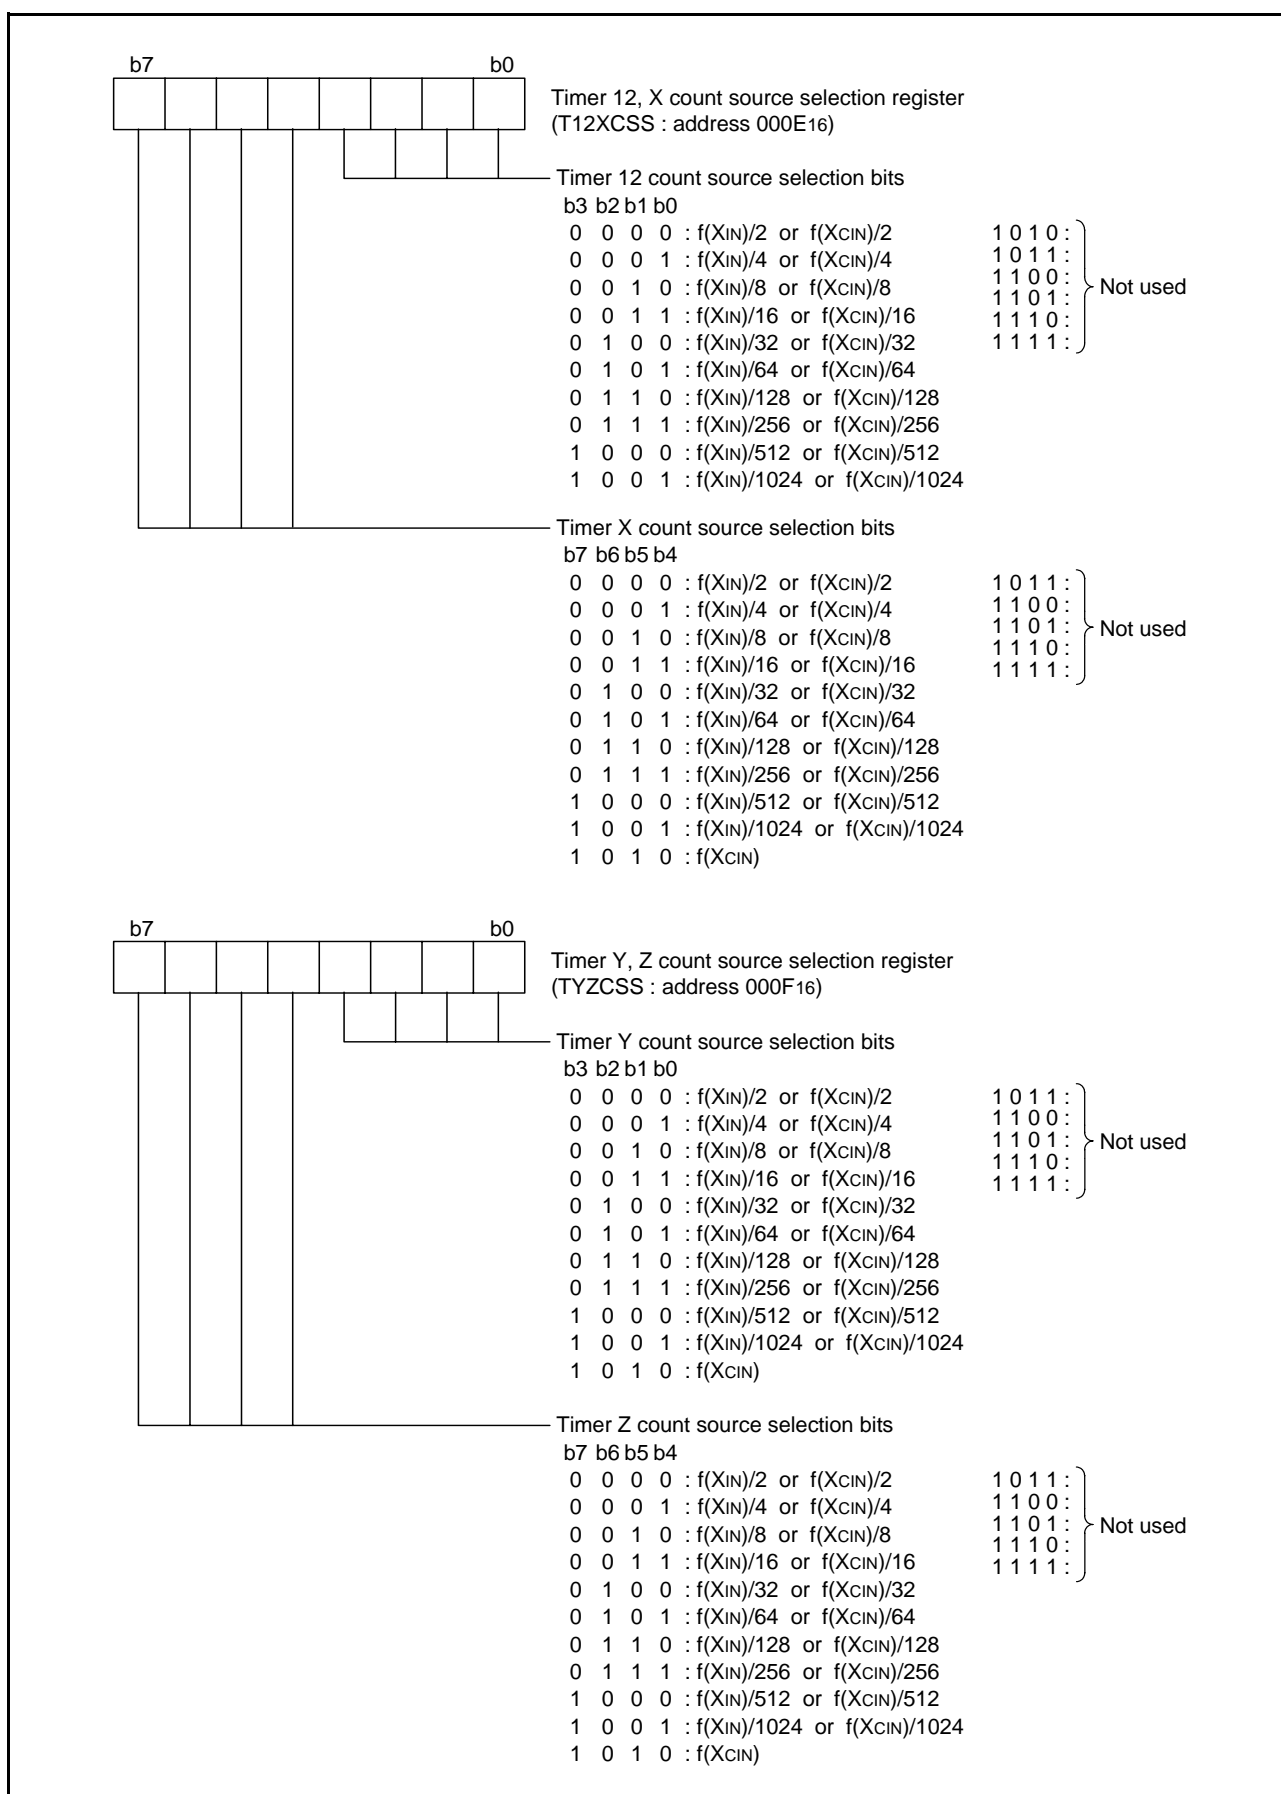 b7 b0
Timer 12, X count source selection register
(T12XCSS : address 000E16)
Timer 12 count source selection bits
b3 b2 b1 b0
0 0 0 0 : f(XIN)/2 or f(XCIN)/2 1 0 1 0 :
0 0 0 1 : f(XIN)/4 or f(XCIN)/4 1 0 1 1 :
0 0 1 0 : f(XIN)/8 or f(XCIN)/8 1 1 0 0 : Not used
0 0 1 1 : f(XIN)/16 or f(XCIN)/16 1 1 0 1 :
0 1 0 0 : f(XIN)/32 or f(XCIN)/32 1 1 1 0 :
0 1 0 1 : f(XIN)/64 or f(XCIN)/64 1 1 1 1 :
0 1 1 0 : f(XIN)/128 or f(XCIN)/128
0 1 1 1 : f(XIN)/256 or f(XCIN)/256
1 0 0 0 : f(XIN)/512 or f(XCIN)/512
1 0 0 1 : f(XIN)/1024 or f(XCIN)/1024
Timer X count source selection bits
b7 b6 b5 b4
0 0 0 0 : f(XIN)/2 or f(XCIN)/2 1 0 1 1 :
0 0 0 1 : f(XIN)/4 or f(XCIN)/4 1 1 0 0 :
0 0 1 0 : f(XIN)/8 or f(XCIN)/8 1 1 0 1 : Not used
0 0 1 1 : f(XIN)/16 or f(XCIN)/16 1 1 1 0 :
0 1 0 0 : f(XIN)/32 or f(XCIN)/32 1 1 1 1 :
0 1 0 1 : f(XIN)/64 or f(XCIN)/64
0 1 1 0 : f(XIN)/128 or f(XCIN)/128
0 1 1 1 : f(XIN)/256 or f(XCIN)/256
1 0 0 0 : f(XIN)/512 or f(XCIN)/512
1 0 0 1 : f(XIN)/1024 or f(XCIN)/1024
1 0 1 0 : f(XCIN)
b7 b0
Timer Y, Z count source selection register
(TYZCSS : address 000F16)
Timer Y count source selection bits
b3 b2 b1 b0
0 0 0 0 : f(XIN)/2 or f(XCIN)/2 1 0 1 1 :
0 0 0 1 : f(XIN)/4 or f(XCIN)/4 1 1 0 0 :
0 0 1 0 : f(XIN)/8 or f(XCIN)/8 1 1 0 1 : Not used
0 0 1 1 : f(XIN)/16 or f(XCIN)/16 1 1 1 0 :
0 1 0 0 : f(XIN)/32 or f(XCIN)/32 1 1 1 1 :
0 1 0 1 : f(XIN)/64 or f(XCIN)/64
0 1 1 0 : f(XIN)/128 or f(XCIN)/128
0 1 1 1 : f(XIN)/256 or f(XCIN)/256
1 0 0 0 : f(XIN)/512 or f(XCIN)/512
1 0 0 1 : f(XIN)/1024 or f(XCIN)/1024
1 0 1 0 : f(XCIN)
Timer Z count source selection bits
b7 b6 b5 b4
0 0 0 0 : f(XIN)/2 or f(XCIN)/2 1 0 1 1 :
0 0 0 1 : f(XIN)/4 or f(XCIN)/4 1 1 0 0 :
0 0 1 0 : f(XIN)/8 or f(XCIN)/8 1 1 0 1 : Not used
0 0 1 1 : f(XIN)/16 or f(XCIN)/16 1 1 1 0 :
0 1 0 0 : f(XIN)/32 or f(XCIN)/32 1 1 1 1 :
0 1 0 1 : f(XIN)/64 or f(XCIN)/64
0 1 1 0 : f(XIN)/128 or f(XCIN)/128
0 1 1 1 : f(XIN)/256 or f(XCIN)/256
1 0 0 0 : f(XIN)/512 or f(XCIN)/512
1 0 0 1 : f(XIN)/1024 or f(XCIN)/1024
1 0 1 0 : f(XCIN)